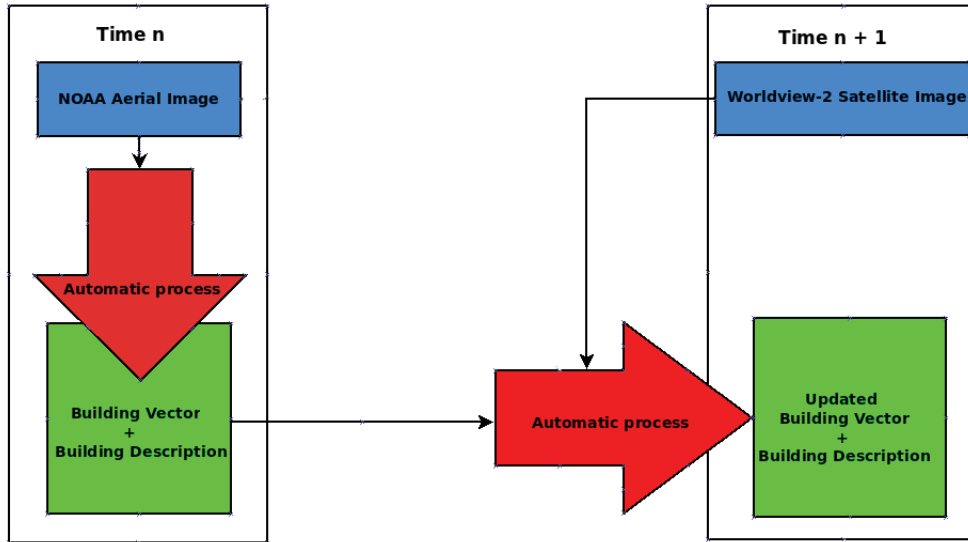 Time n
NOAA Aerial Image
Automatic process
Building Vector
+
Building Description
Automatic process
Time n + 1
Worldview-2 Satellite Image
Updated
Building Vector
+
Building Description